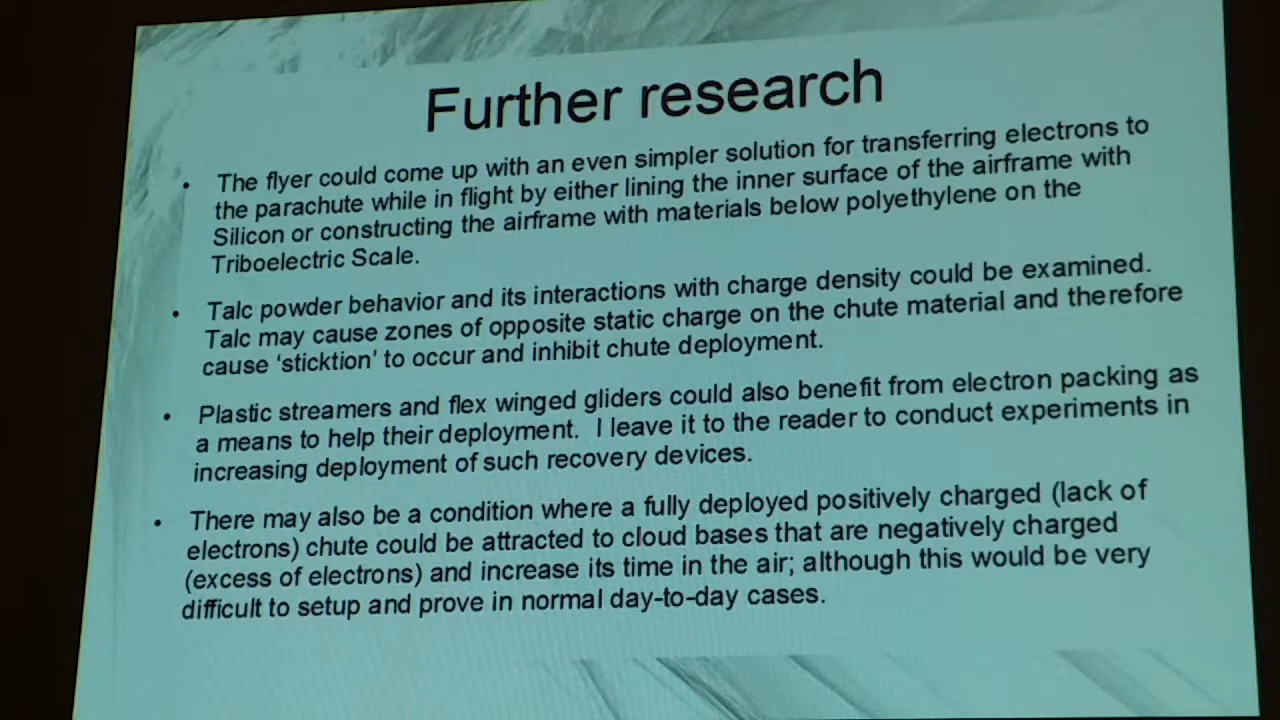 Further research
• The flyer could come up with an even simpler solution for transferring electrons to
the parachute while in flight by either lining the inner surface of the airframe with
Silicon or constructing the airframe with materials below polyethylene on the
Triboelectric Scale.
• Talc powder behavior and its interactions with charge density could be examined.
Talc may cause zones of opposite static charge on the chute material and therefore
cause ‘sticktion’ to occur and inhibit chute deployment.
• Plastic streamers and flex winged gliders could also benefit from electron packing as
a means to help their deployment. I leave it to the reader to conduct experiments in
increasing deployment of such recovery devices.
• There may also be a condition where a fully deployed positively charged (lack of
electrons) chute could be attracted to cloud bases that are negatively charged
(excess of electrons) and increase its time in the air; although this would be very
difficult to setup and prove in normal day-to-day cases.